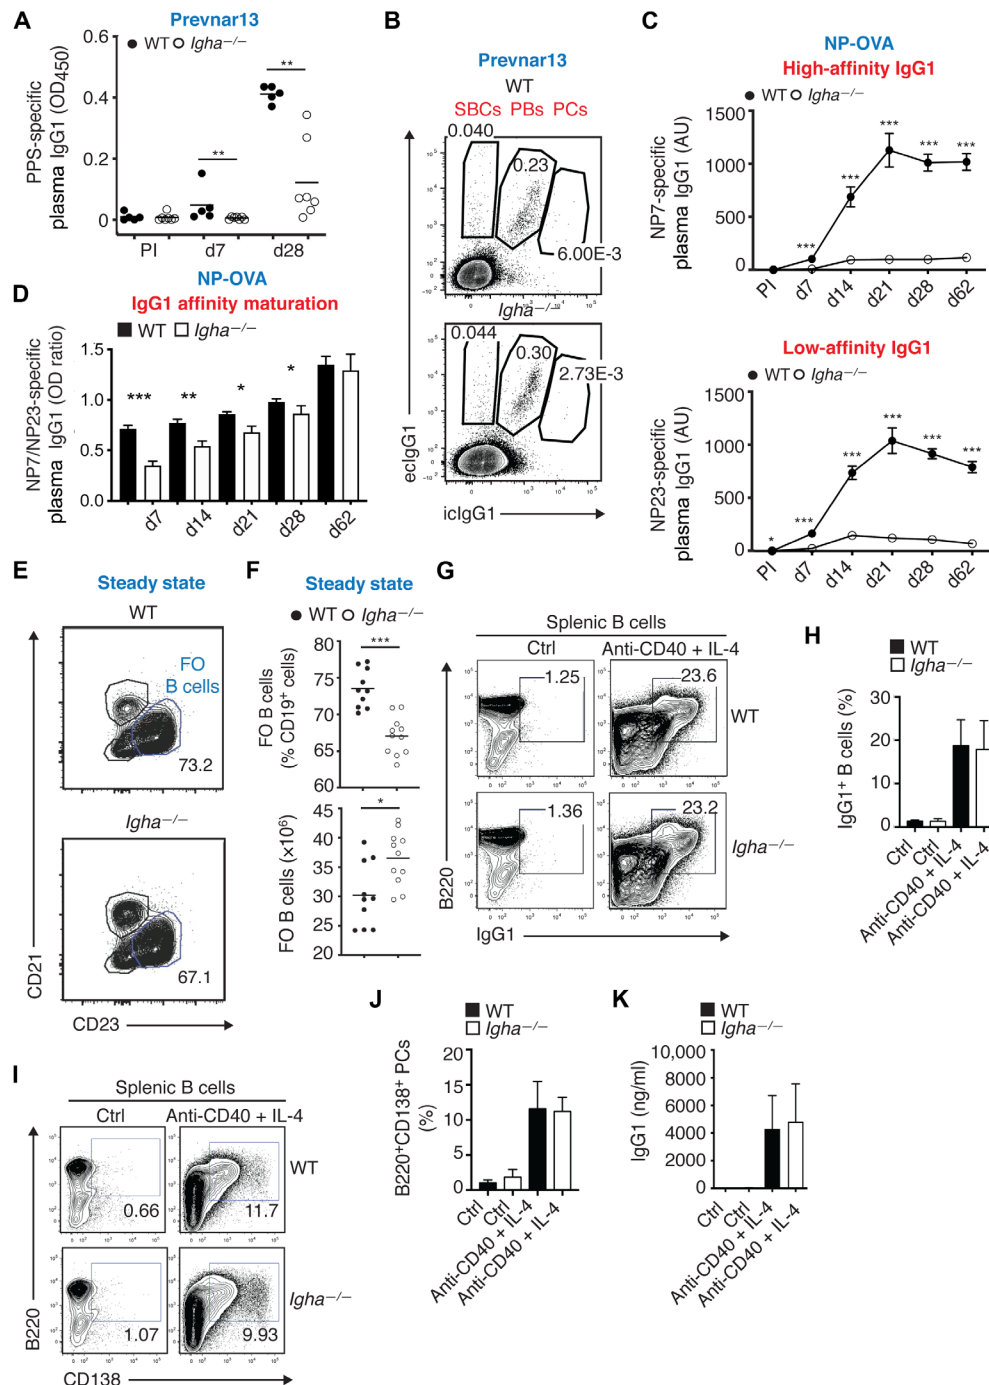 A
Prevnar13
WT Igha−/−
PPS-specific
plasma IgG1 (OD450)
0.6
0.4
0.2
0
**
**
PI d7 d28
B
Prevnar13
WT
SBCs PBs PCs
0.040
0.23
6.00E-3
Igha−/−
0.044
0.30
2.73E-3
ecIgG1
icIgG1
C
NP-OVA
High-affinity IgG1
WT Igha−/−
NP7-specific
plasma IgG1 (AU)
1500
1000
500
0
*** *** *** *** ***
PI d7 d14 d21 d28 d62
Low-affinity IgG1
WT Igha−/−
NP23-specific
plasma IgG1 (AU)
1500
1000
500
0
* *** *** *** *** ***
PI d7 d14 d21 d28 d62
D
NP-OVA
IgG1 affinity maturation
WT Igha−/−
NP7/NP23-specific
plasma IgG1 (OD ratio)
1.5
1.0
0.5
0.0
*** ** * *
d7 d14 d21 d28 d62
E
Steady state
WT
FO
B cells
73.2
Igha−/−
67.1
CD21
CD23
F
Steady state
WT Igha−/−
FO B cells
(% CD19+ cells)
80
75
70
65
60
***
FO B cells (×10⁶)
45
40
35
30
25
20
*
G
Splenic B cells
Ctrl Anti-CD40 + IL-4
1.25 23.6
WT
1.36 23.2
Igha−/−
B220
IgG1
H
WT
Igha−/−
IgG1+ B cells (%)
30
20
10
0
Ctrl
Ctrl
Anti-CD40 + IL-4
Anti-CD40 + IL-4
I
Splenic B cells
Ctrl Anti-CD40 + IL-4
WT
0.66 11.7
Igha−/−
1.07 9.93
B220
CD138
J
WT
Igha−/−
B220+CD138+ PCs
(%)
20
15
10
5
0
Ctrl
Ctrl
Anti-CD40 + IL-4
Anti-CD40 + IL-4
K
WT
Igha−/−
IgG1 (ng/ml)
10,000
8000
6000
4000
2000
0
Ctrl
Ctrl
Anti-CD40 + IL-4
Anti-CD40 + IL-4